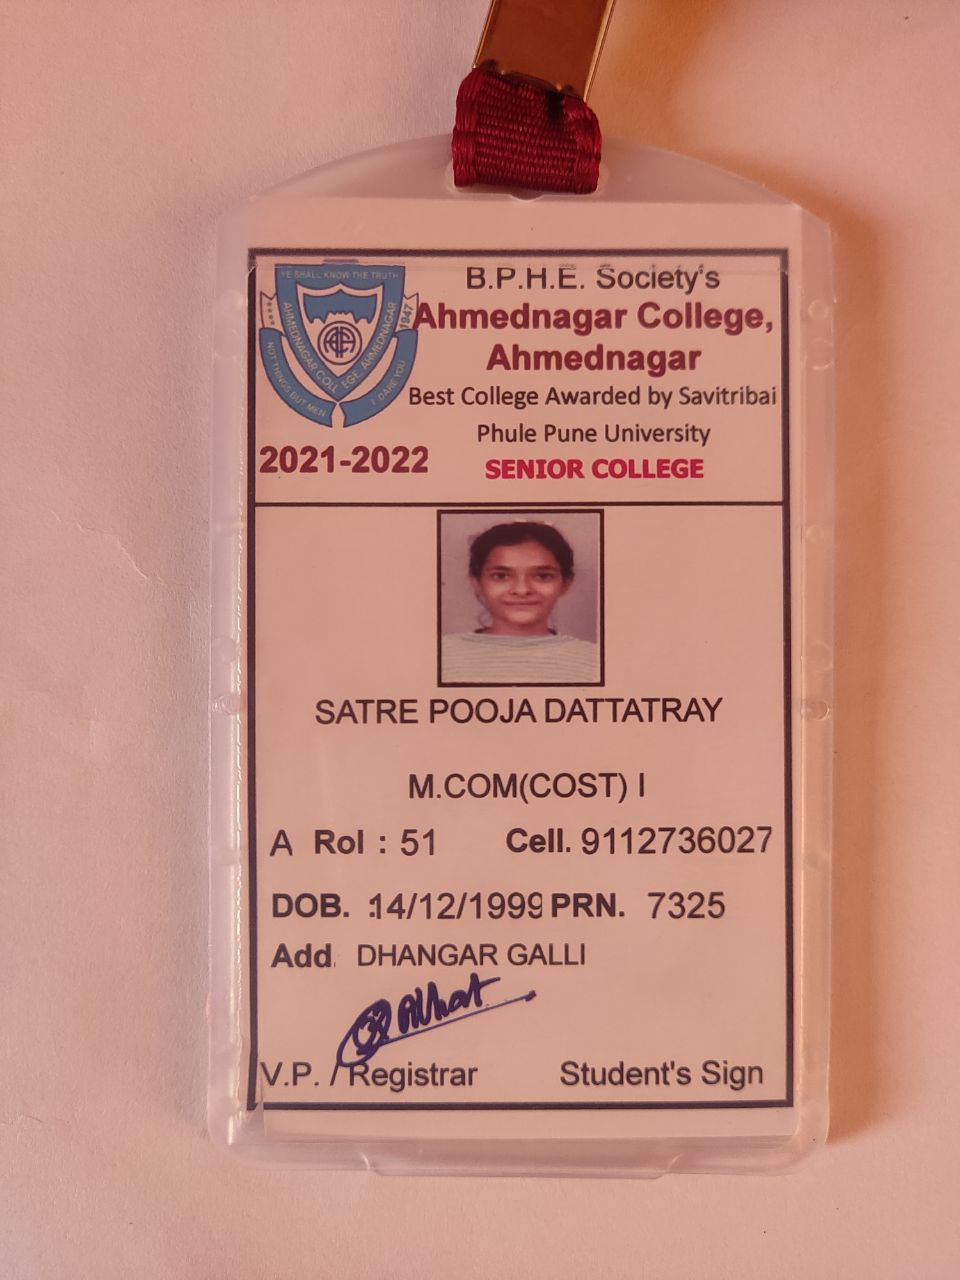 B.P.H.E. Society's
Ahmednagar College,
Ahmednagar
Best College Awarded by Savitribai
Phule Pune University
SENIOR COLLEGE
YE SHALL KNOW THE TRUTH
AHMEDNAGAR COLLEGE, AHMEDNAGAR
1947
NOT THINGS BUT MEN
I DARE YOU
2021-2022
SATRE POOJA DATTATRAY
M.COM(COST) I
A Rol : 51 Cell. 9112736027
DOB. :14/12/1999 PRN. 7325
Add. DHANGAR GALLI
V.P. / Registrar Student's Sign